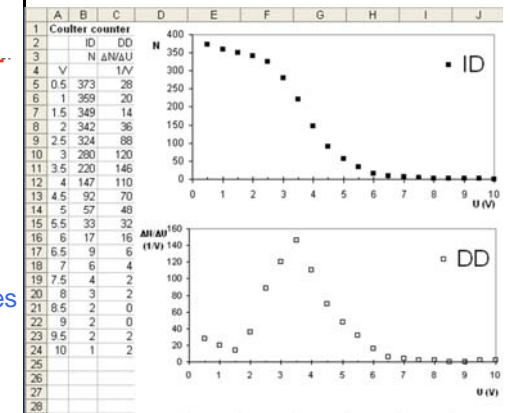 A B C D E F G H I J
1 Coulter counter
2 ID DD
3 N ΔN/ΔU
4 V 1/V
5 0.5 373 28
6 1 359 20
7 1.5 349 14
8 2 342 36
9 2.5 324 88
10 3 280 120
11 3.5 220 146
12 4 147 110
13 4.5 92 70
14 5 57 48
15 5.5 33 32
16 6 17 16
17 6.5 9 6
18 7 6 4
19 7.5 4 2
20 8 3 2
21 8.5 2 0
22 9 2 0
23 9.5 2 2
24 10 1 2
25
26
27
28
es
N
400
350
300
250
200
150
100
50
0
0 1 2 3 4 5 6 7 8 9 10
U (V)
ID
ΔN/ΔU
(1/V)
160
140
120
100
80
60
40
20
0
0 1 2 3 4 5 6 7 8 9 10
U (V)
DD